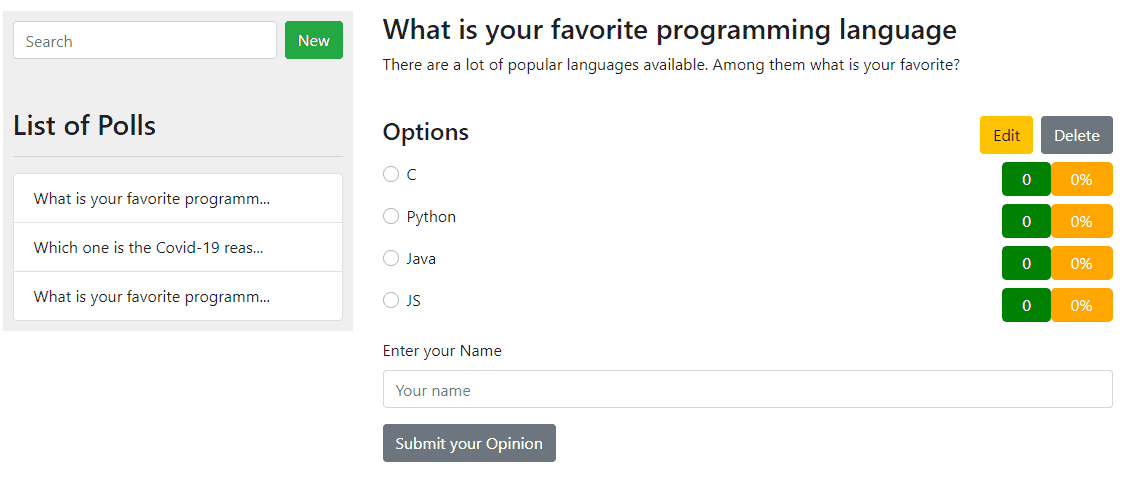 Search
New
List of Polls
What is your favorite programm...
Which one is the Covid-19 reas...
What is your favorite programm...
What is your favorite programming language
There are a lot of popular languages available. Among them what is your favorite?
Options
Edit
Delete
C
0
0%
Python
0
0%
Java
0
0%
JS
0
0%
Enter your Name
Your name
Submit your Opinion